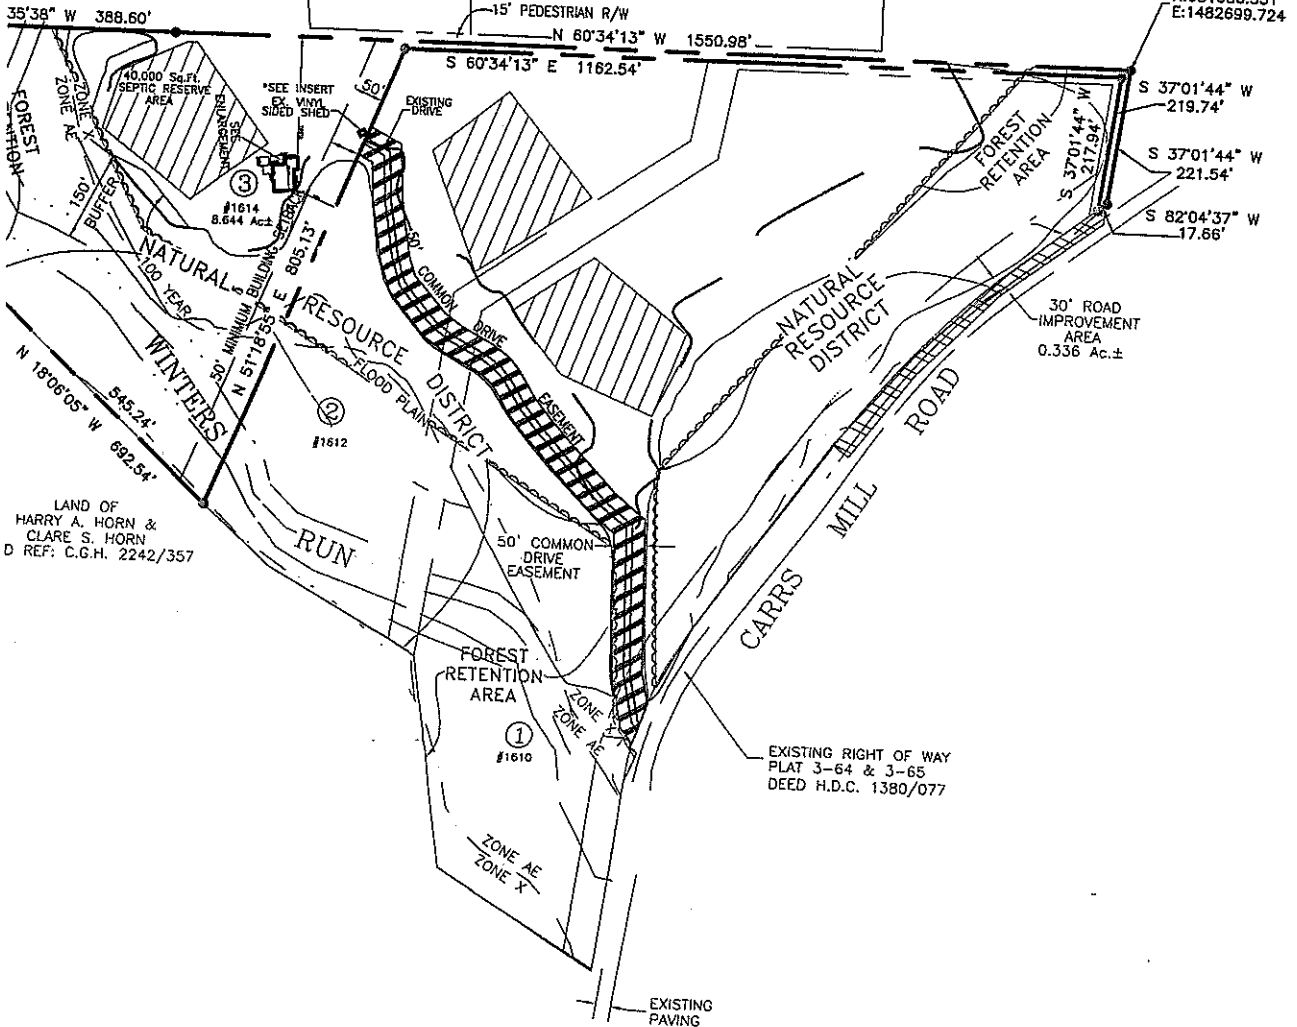 35'38" W 388.60'
15' PEDESTRIAN R/W
N 60°34'13" W 1550.98'
S 60°34'13" E 1162.54'
E:1482699.724
S 37°01'44" W
219.74'
S 37°01'44" W
217.94'
S 37°01'44" W
221.54'
S 82°04'37" W
17.66'
FOREST
ZONE X
ZONE AE
40,000 Sq.Ft.
SEPTIC RESERVE
AREA
*SEE INSERT
EX. VINYL
SIDED SHED
SEE
ENLARGEMENT
50'
EXISTING
DRIVE
3
#1614
8.644 Ac.±
150'
BUFFER
NATURAL
RESOURCE
DISTRICT
100 YEAR
FLOOD PLAIN
50' MINIMUM BUILDING SETBACK
N 51°18'55" E 805.13'
50'
COMMON
DRIVE
EASEMENT
FOREST
RETENTION
AREA
NATURAL
RESOURCE
DISTRICT
30' ROAD
IMPROVEMENT
AREA
0.336 Ac.±
WINTERS
RUN
N 18°06'05" W
545.24'
692.54'
2
#1612
LAND OF
HARRY A. HORN &
CLARE S. HORN
D REF: C.G.H. 2242/357
50' COMMON
DRIVE
EASEMENT
CARRS
MILL
ROAD
FOREST
RETENTION
AREA
ZONE X
ZONE AE
1
#1610
EXISTING RIGHT OF WAY
PLAT 3-64 & 3-65
DEED H.D.C. 1380/077
ZONE AE
ZONE X
EXISTING
PAVING